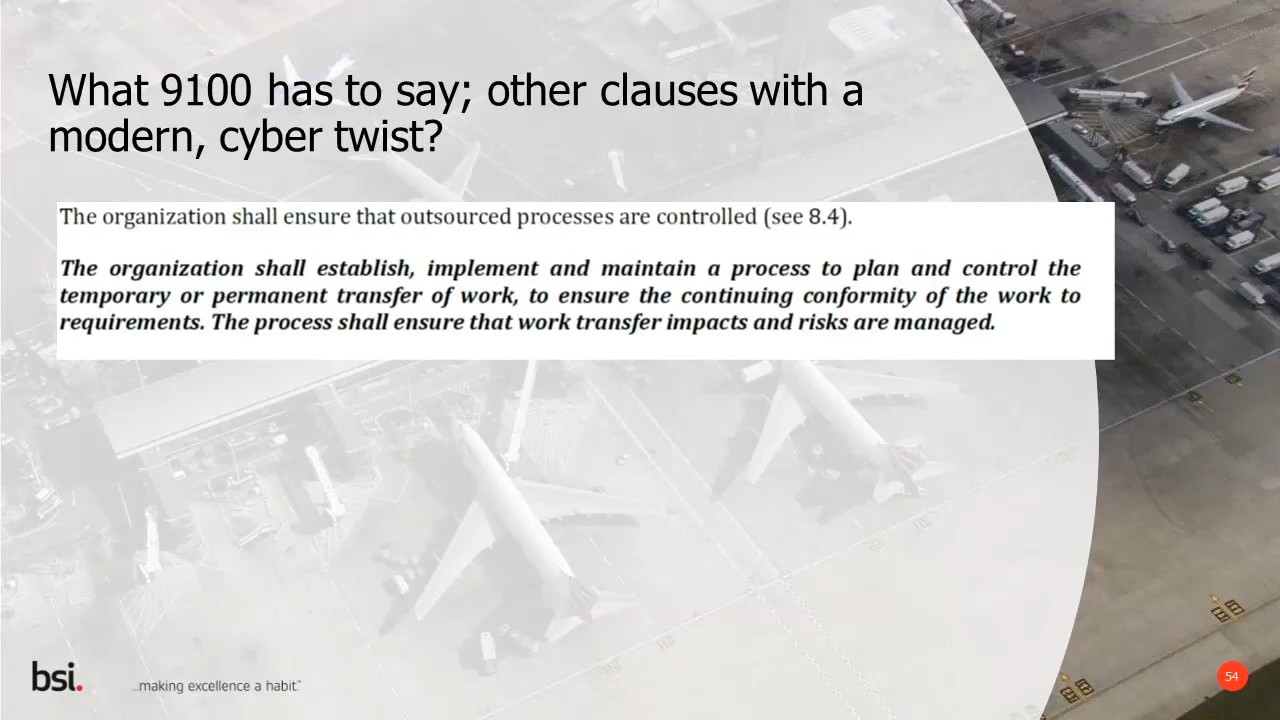 What 9100 has to say; other clauses with a
modern, cyber twist?
The organization shall ensure that outsourced processes are controlled (see 8.4).
The organization shall establish, implement and maintain a process to plan and control the
temporary or permanent transfer of work, to ensure the continuing conformity of the work to
requirements. The process shall ensure that work transfer impacts and risks are managed.
bsi.
...making excellence a habit.™
54